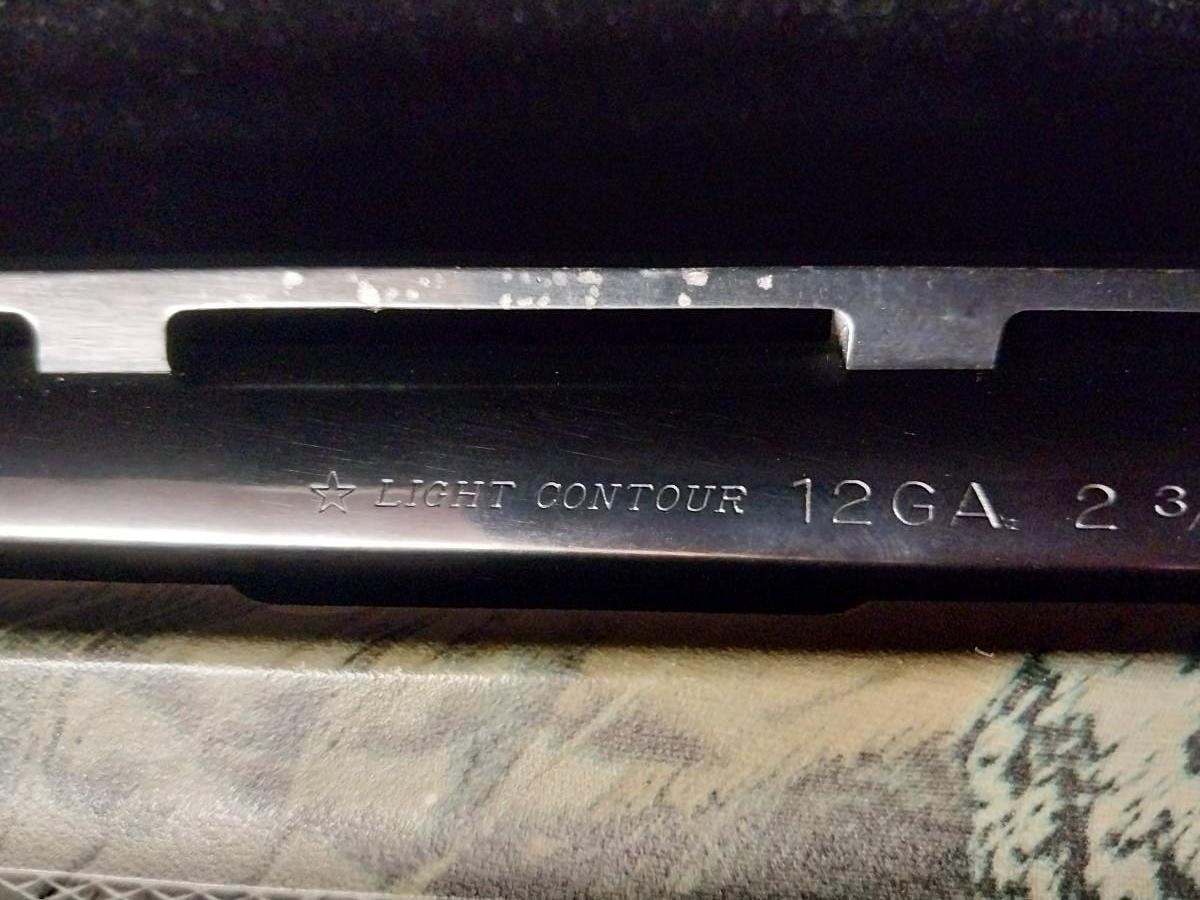 ☆ LIGHT CONTOUR 12GA. 2 3/